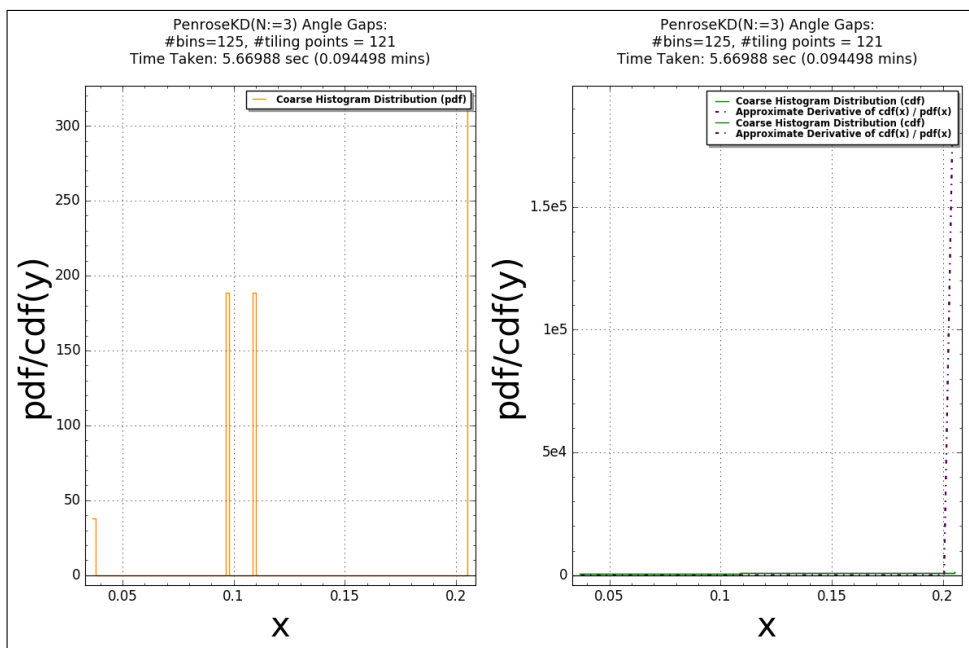 PenroseKD(N:=3) Angle Gaps:
#bins=125, #tiling points = 121
Time Taken: 5.66988 sec (0.094498 mins)
Coarse Histogram Distribution (pdf)
300
250
200
150
100
50
0
0.05
0.1
0.15
0.2
pdf/cdf(y)
x
PenroseKD(N:=3) Angle Gaps:
#bins=125, #tiling points = 121
Time Taken: 5.66988 sec (0.094498 mins)
Coarse Histogram Distribution (cdf)
Approximate Derivative of cdf(x) / pdf(x)
Coarse Histogram Distribution (cdf)
Approximate Derivative of cdf(x) / pdf(x)
1.5e5
1e5
5e4
0
0.05
0.1
0.15
0.2
pdf/cdf(y)
x